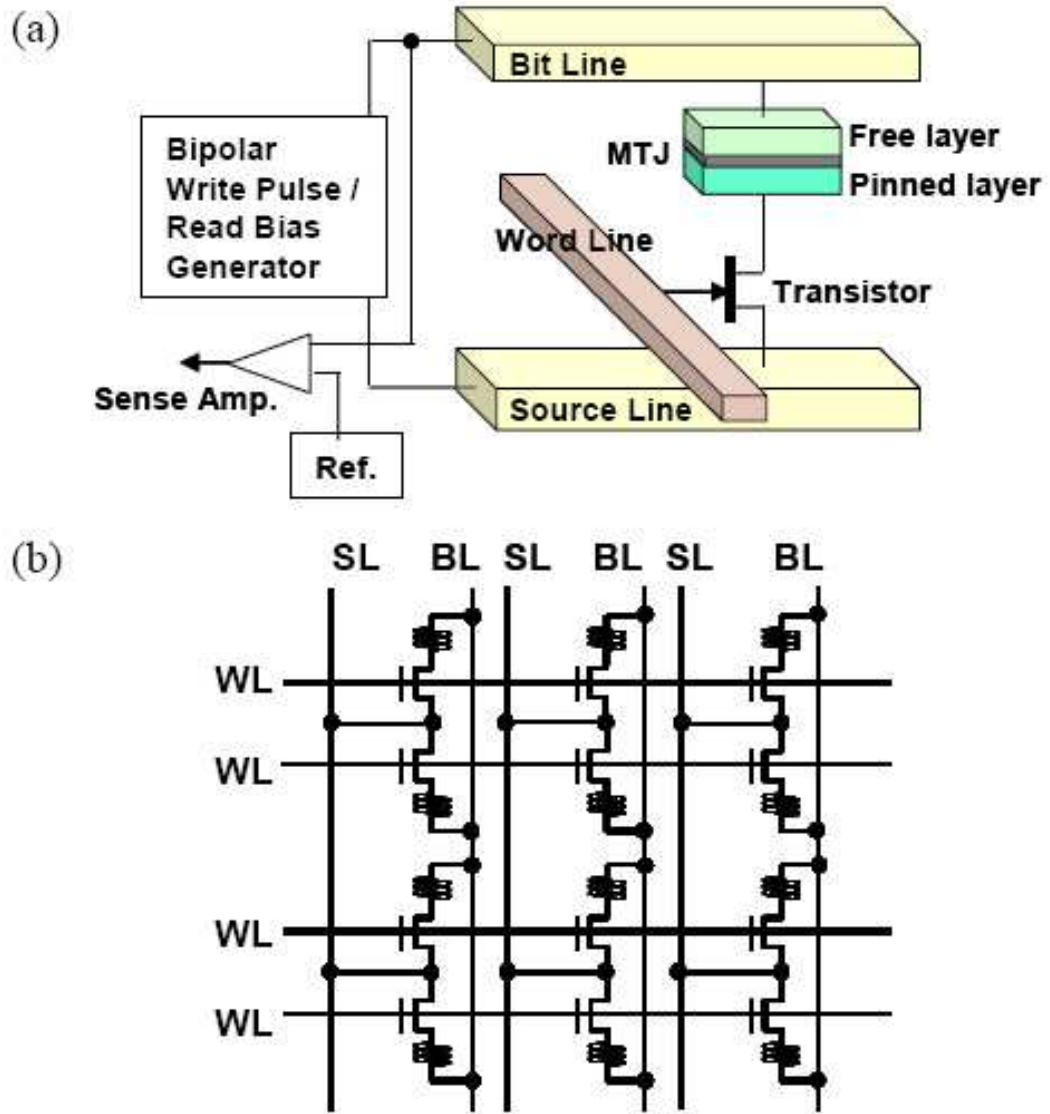 (a)
Bit Line
Bipolar
Write Pulse /
Read Bias
Generator
MTJ
Free layer
Pinned layer
Word Line
Transistor
Sense Amp.
Source Line
Ref.
(b)
SL BL SL BL SL BL
WL
WL
WL
WL